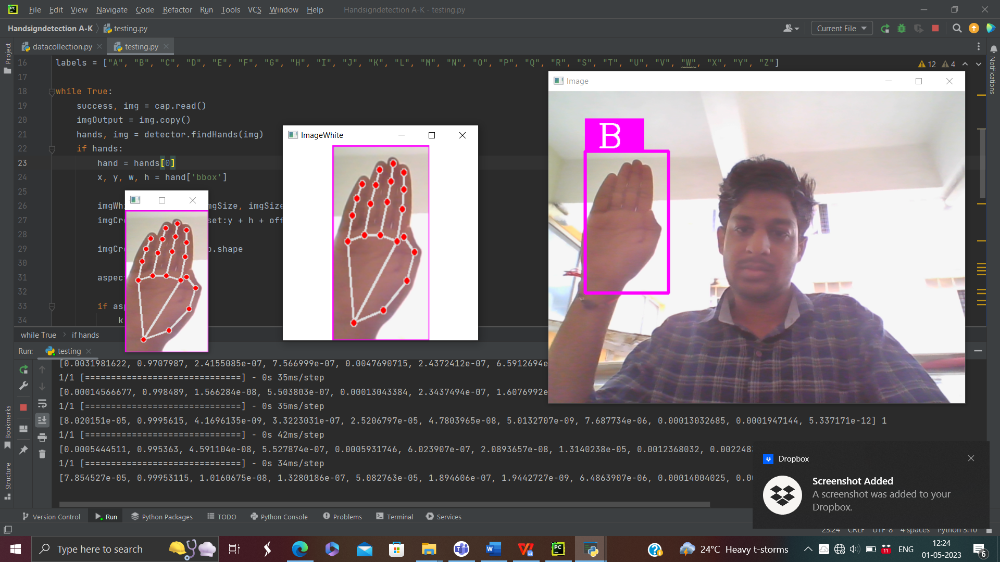 File Edit View Navigate Code Refactor Run Tools VCS Window Help Handsigndetection A-K - testing.py
Handsigndetection A-K testing.py Current File
datacollection.py testing.py
Project
Notifications
16 labels = ["A", "B", "C", "D", "E", "F", "G", "H", "I", "J", "K", "L", "M", "N", "O", "P", "Q", "R", "S", "T", "U", "V", "W", "X", "Y", "Z"]
12 4
17
18 while True:
19 success, img = cap.read()
20 imgOutput = img.copy()
21 hands, img = detector.findHands(img)
22 if hands:
23 hand = hands[0]
24 x, y, w, h = hand['bbox']
25
26 imgWh mgSize, imgSize
27 imgCro set:y + h + off
28
29 imgCro .shape
30
31 aspec
32
33 if as
34 k
Image
B
ImageWhite
while True if hands
Run: testing
[0.0031981622, 0.9707987, 2.4155085e-07, 7.566999e-07, 0.0047690715, 2.4372412e-07, 6.5912694e
1/1 [==============================] - 0s 35ms/step
[0.00014566677, 0.998489, 1.566284e-08, 5.503803e-07, 0.00013043384, 2.3437494e-07, 1.6076992e
1/1 [==============================] - 0s 35ms/step
[8.020151e-05, 0.9995615, 4.1696135e-09, 3.3223031e-07, 2.5206797e-05, 4.7803965e-08, 5.0132707e-09, 7.687734e-06, 0.00013032685, 0.0001947144, 5.337171e-12] 1
1/1 [==============================] - 0s 42ms/step
[0.0005444511, 0.995363, 4.591104e-08, 5.527874e-07, 0.0005931746, 6.023907e-07, 2.0893657e-08, 1.3140238e-05, 0.0012368032, 0.002248
1/1 [==============================] - 0s 34ms/step
[7.854527e-05, 0.99953115, 1.0160675e-08, 1.3280186e-07, 5.082763e-05, 1.894606e-07, 1.9442727e-09, 6.4863907e-06, 0.00014004025, 0.00
Bookmarks
Structure
Dropbox
Screenshot Added
A screenshot was added to your
Dropbox.
Version Control Run Python Packages TODO Python Console Problems Terminal Services
23:24 CRLF UTF-8 4 spaces Python 3.10
Type here to search
24°C Heavy t-storms
11
ENG
12:24
01-05-2023
6